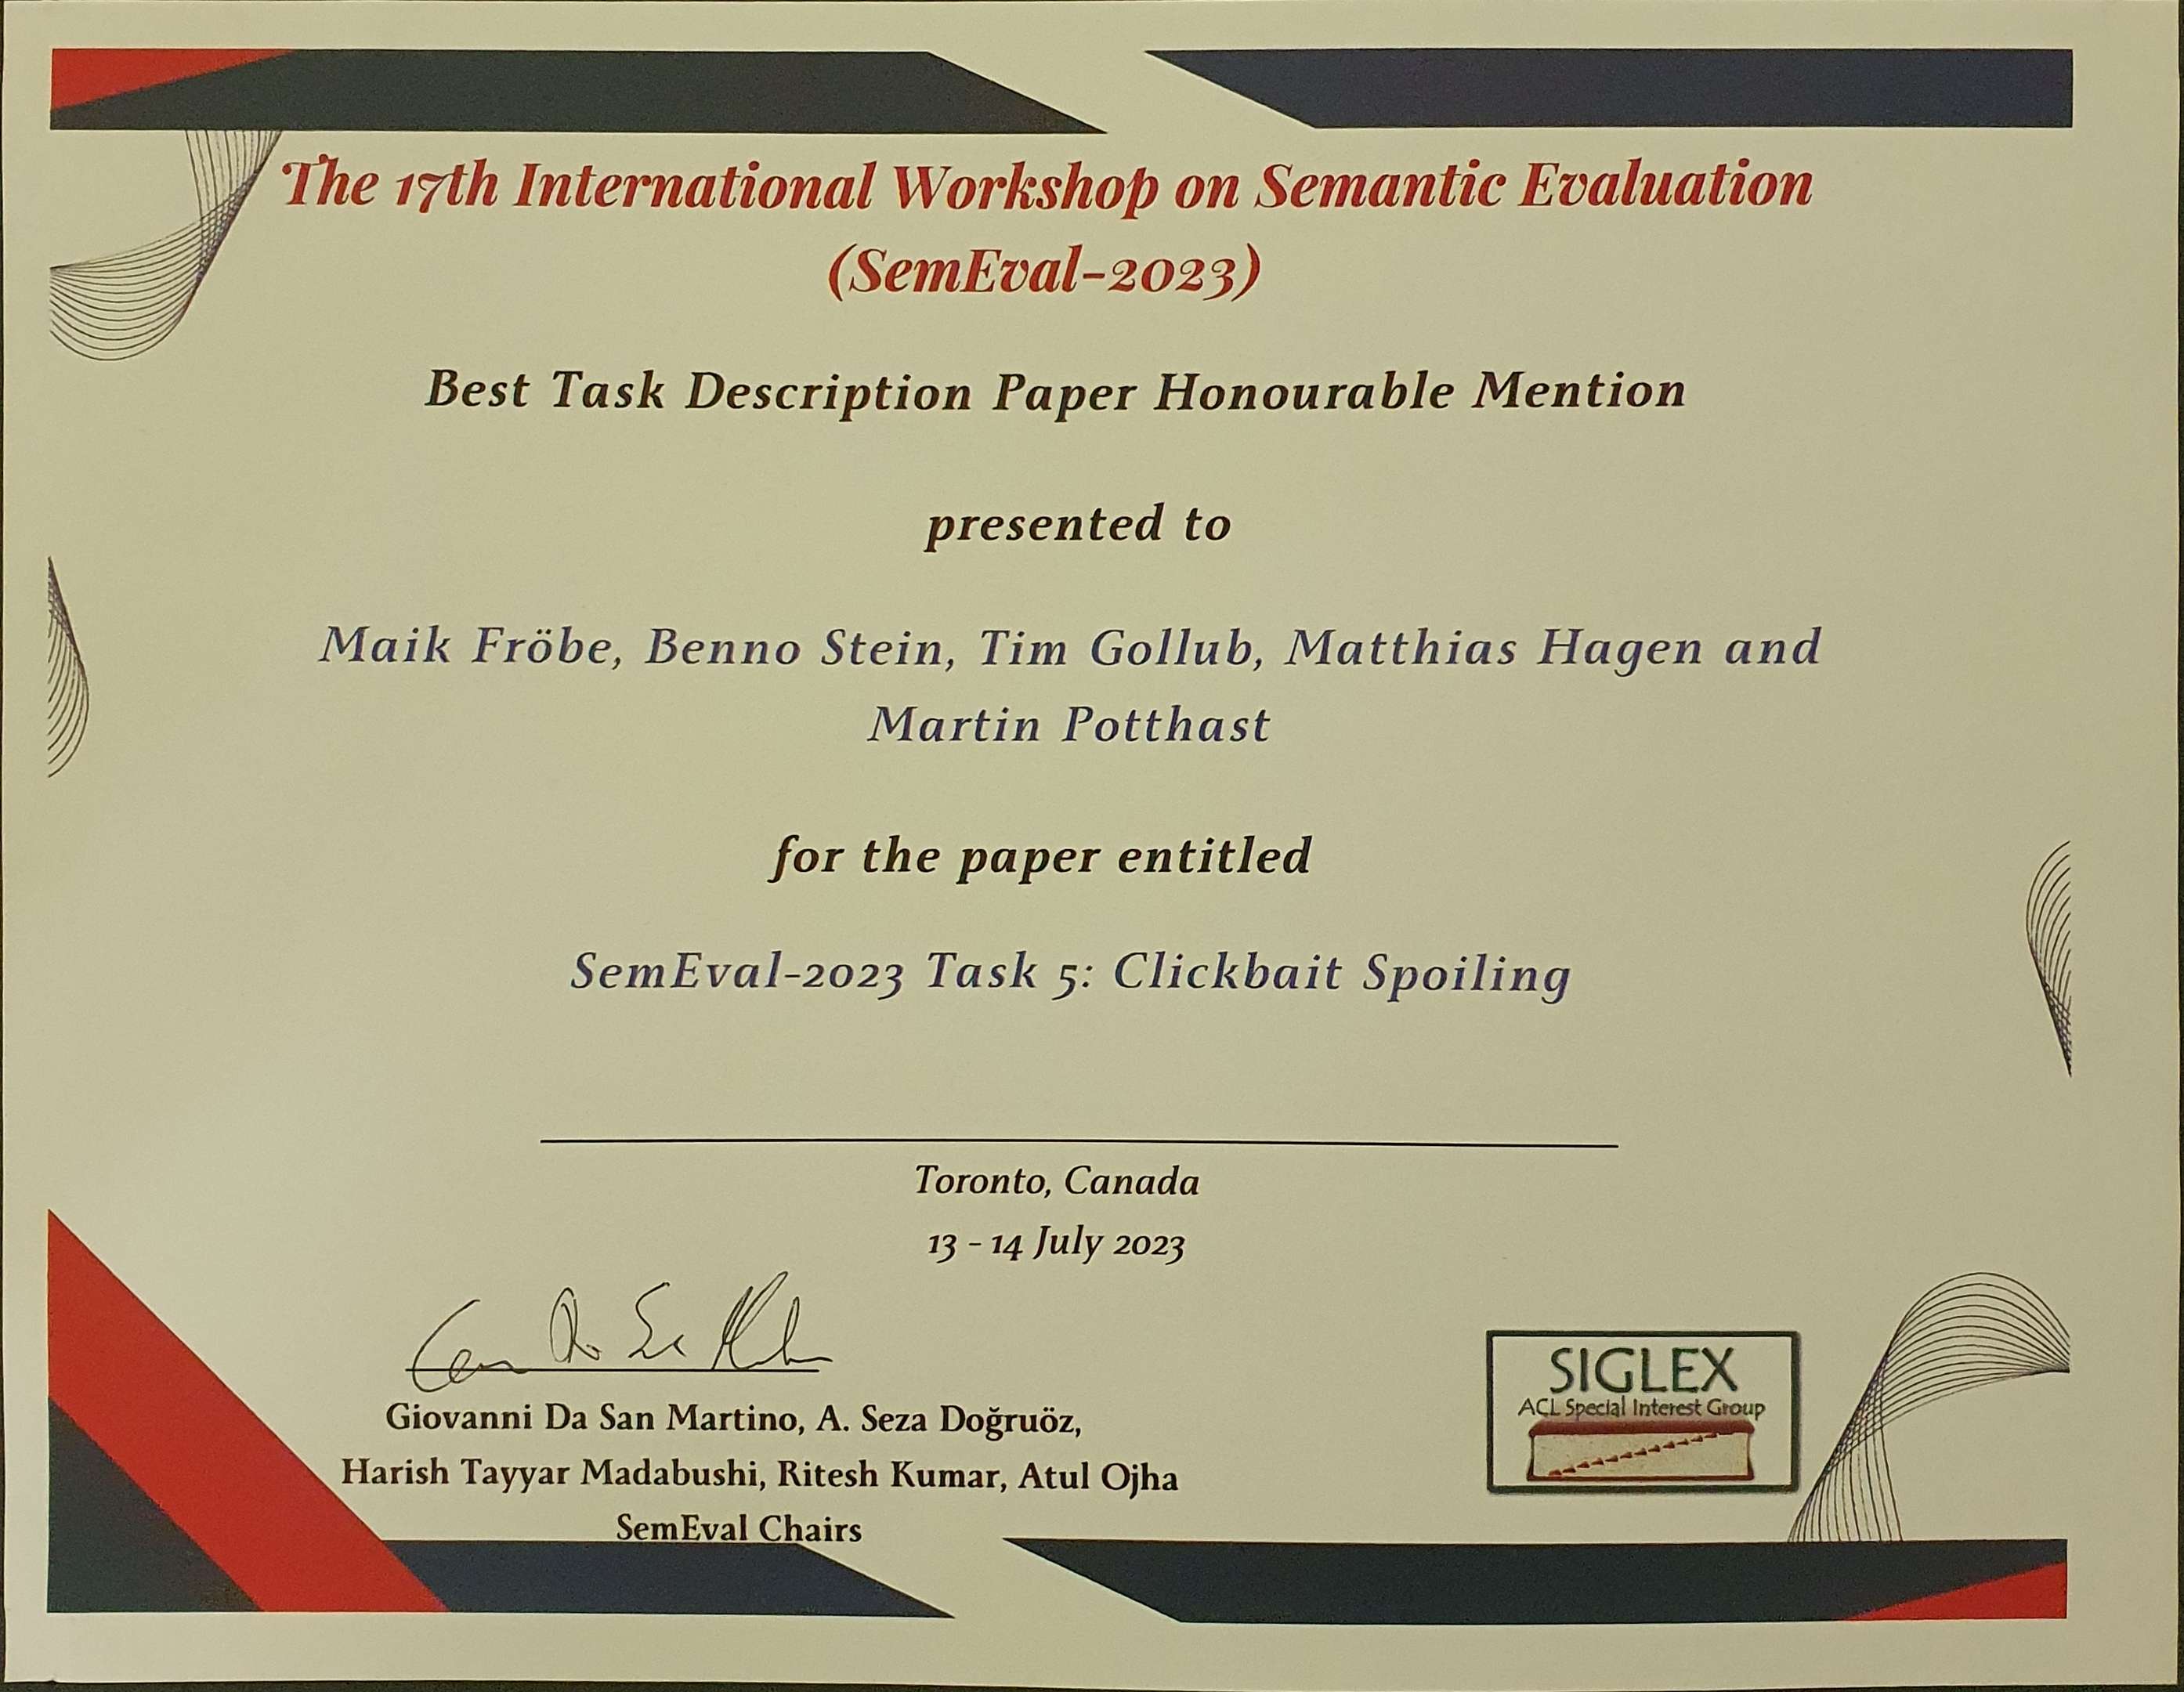 The 17th International Workshop on Semantic Evaluation
(SemEval-2023)
Best Task Description Paper Honourable Mention
presented to
Maik Fröbe, Benno Stein, Tim Gollub, Matthias Hagen and
Martin Potthast
for the paper entitled
SemEval-2023 Task 5: Clickbait Spoiling
Toronto, Canada
13 - 14 July 2023
Giovanni Da San Martino, A. Seza Doğruöz,
Harish Tayyar Madabushi, Ritesh Kumar, Atul Ojha
SemEval Chairs
SIGLEX
ACL Special Interest Group